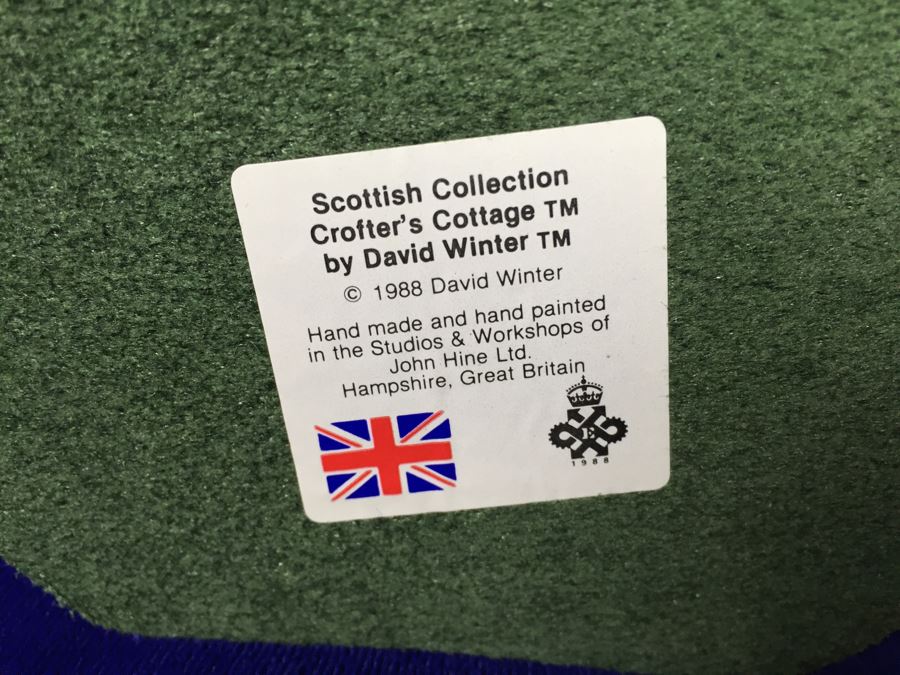 Scottish Collection
Crofter's Cottage TM
by David Winter TM
© 1988 David Winter
Hand made and hand painted
in the Studios & Workshops of
John Hine Ltd.
Hampshire, Great Britain
E
1988